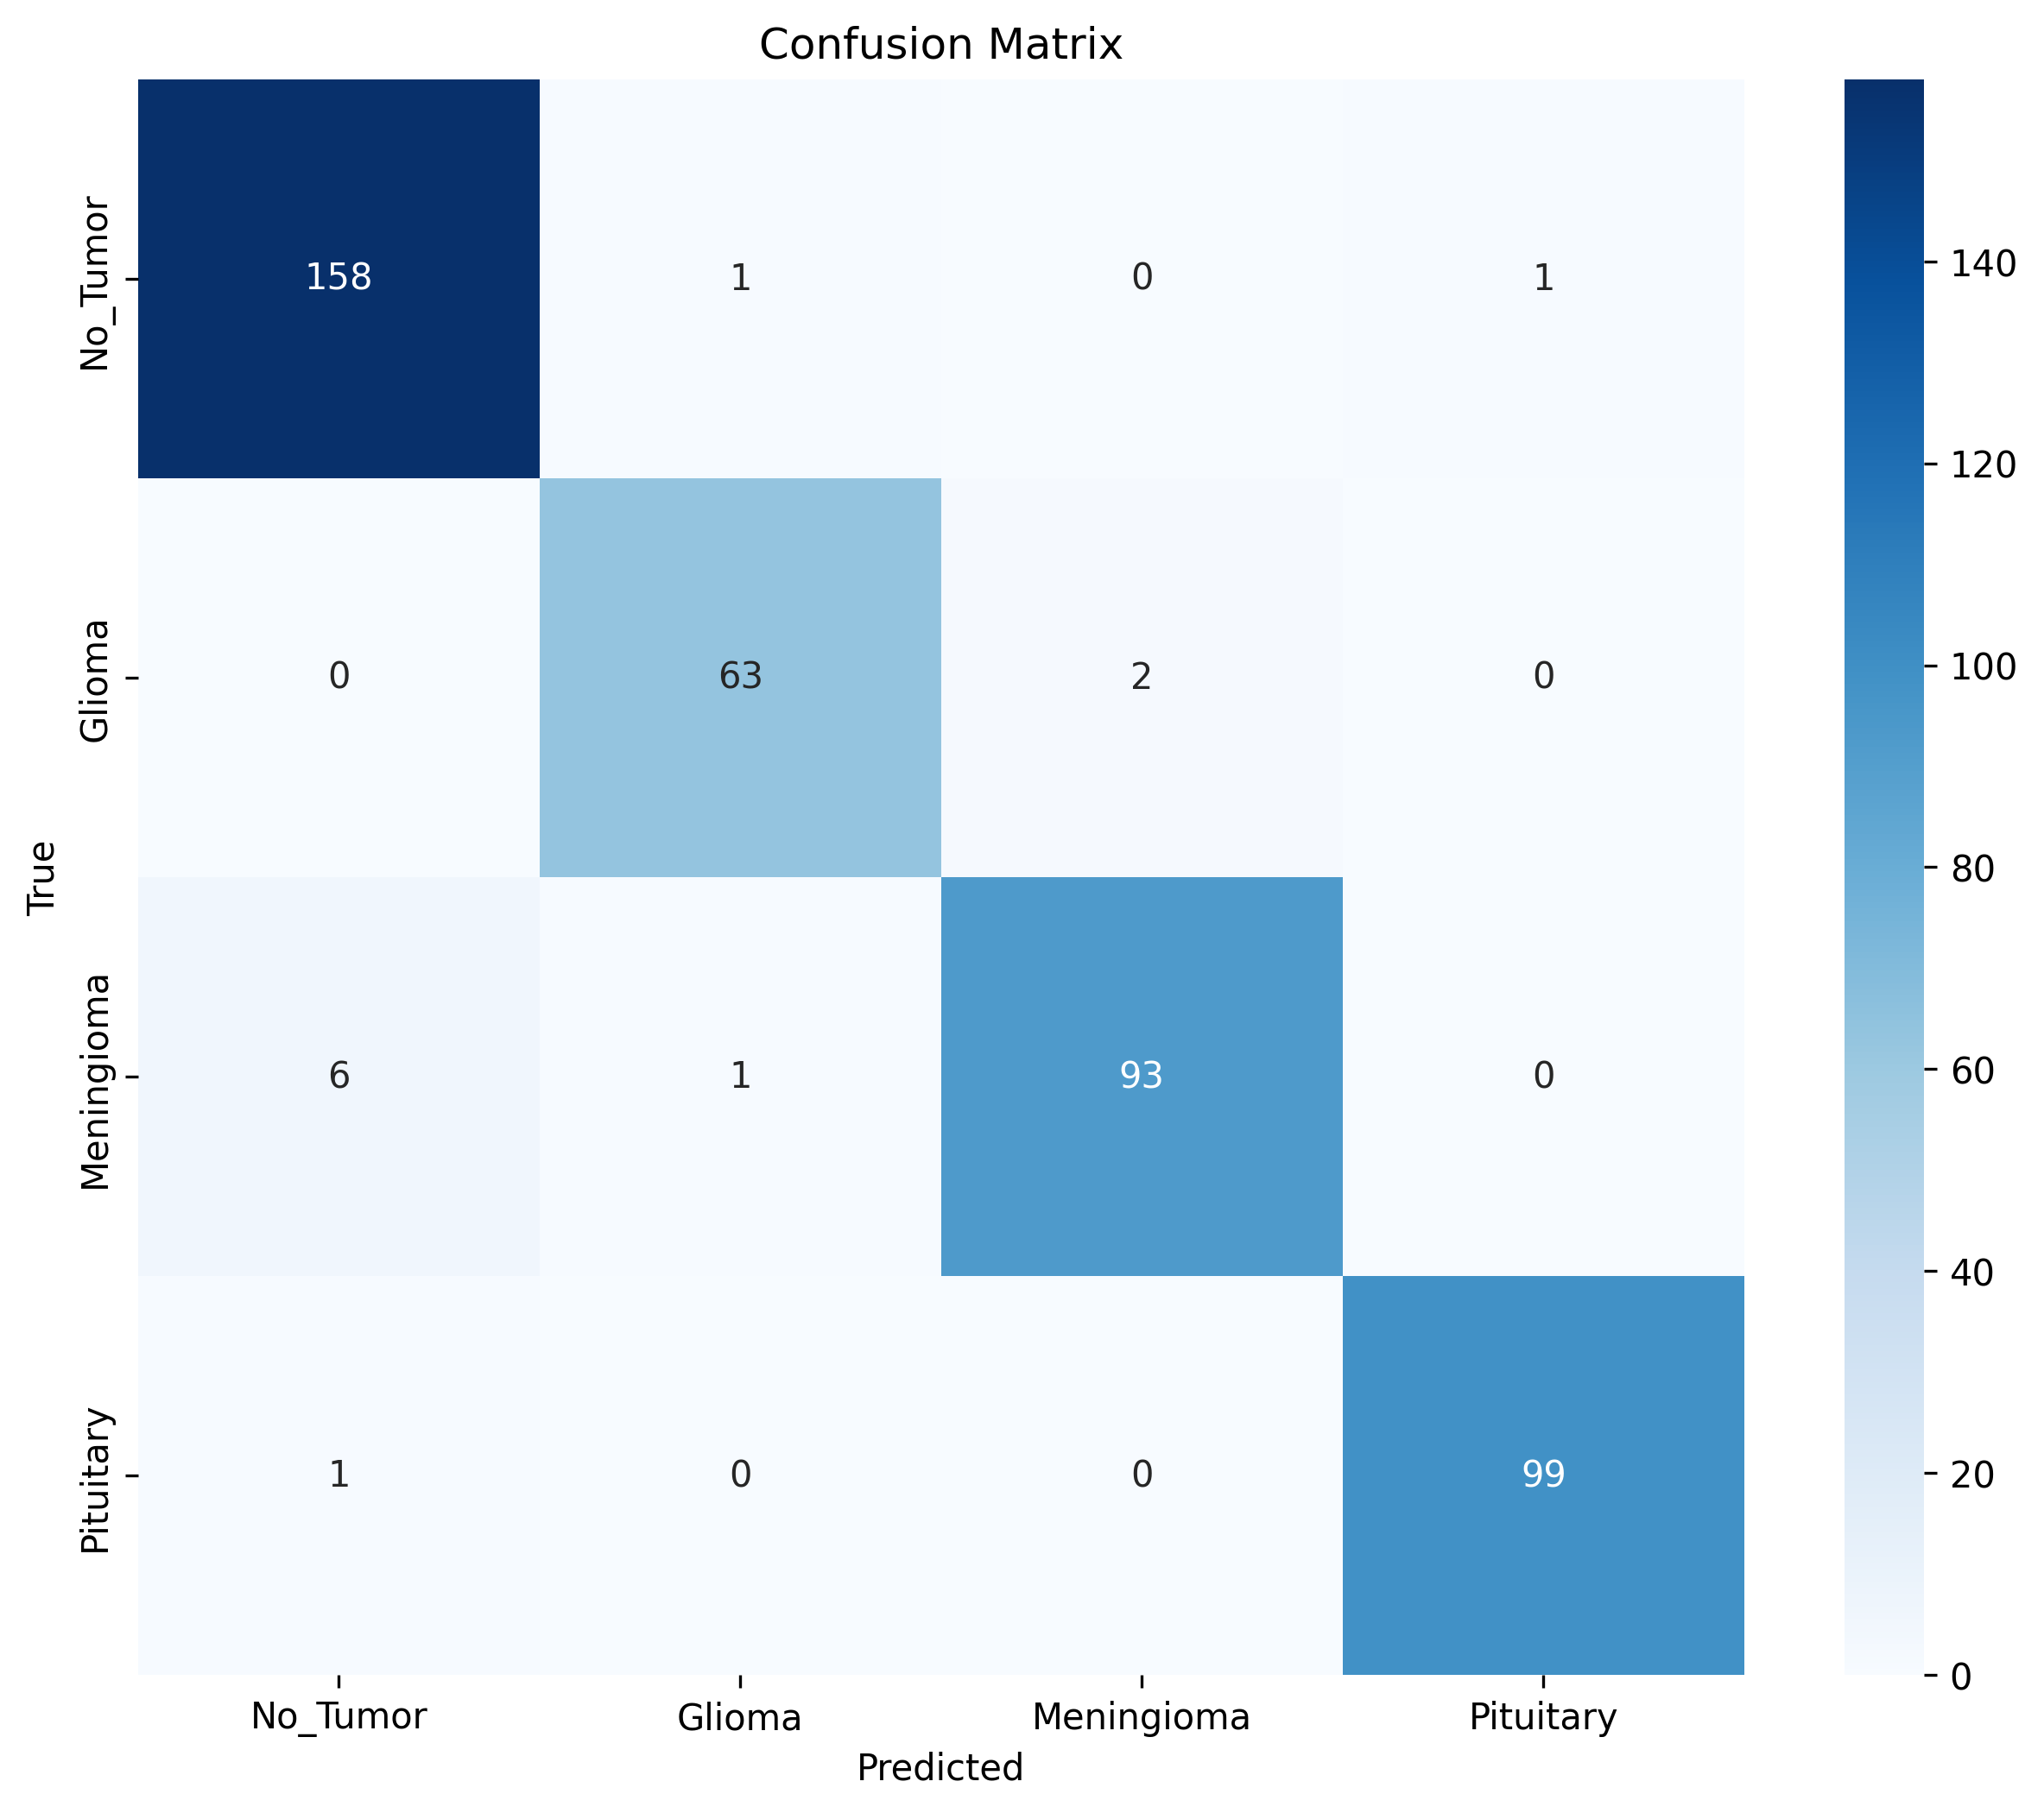 Confusion Matrix
True
No_Tumor
158 1 0 1
Glioma
0 63 2 0
Meningioma
6 1 93 0
Pituitary
1 0 0 99
No_Tumor Glioma Meningioma Pituitary
Predicted
140
120
100
80
60
40
20
0